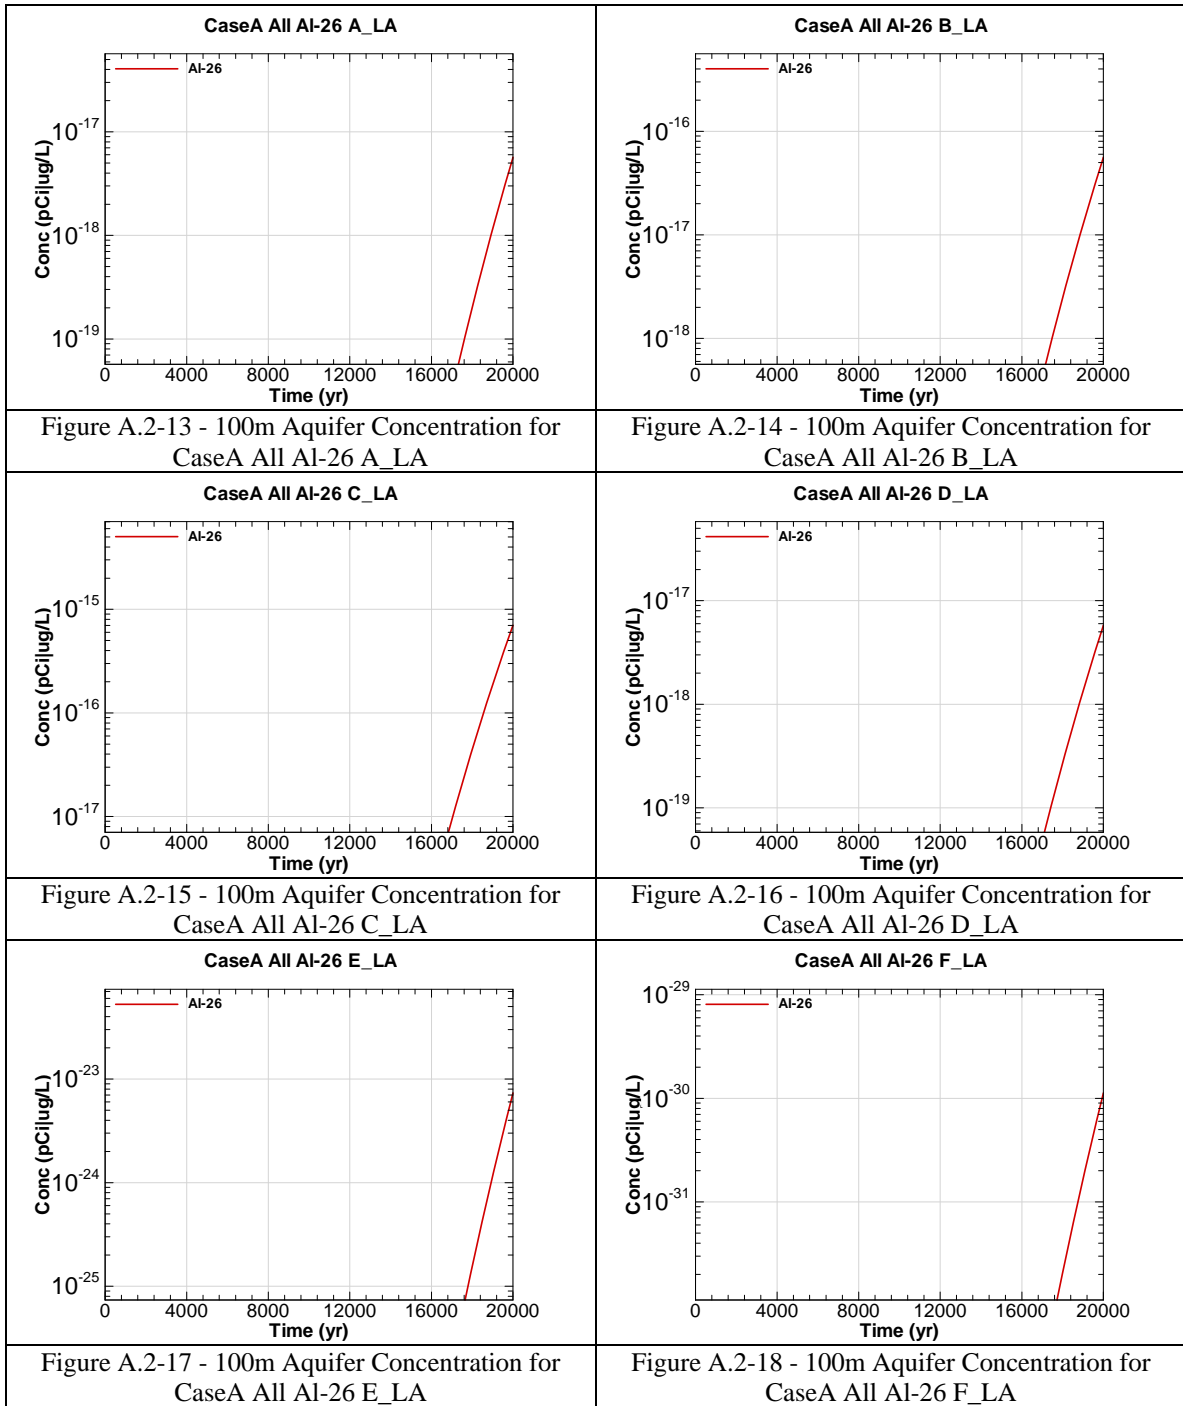 CaseA All Al-26 A_LA
Al-26
10-17
10-18
10-19
Conc (pCi|ug/L)
0 4000 8000 12000 16000 20000
Time (yr)
Figure A.2-13 - 100m Aquifer Concentration for
CaseA All Al-26 A_LA
CaseA All Al-26 B_LA
Al-26
10-16
10-17
10-18
Conc (pCi|ug/L)
0 4000 8000 12000 16000 20000
Time (yr)
Figure A.2-14 - 100m Aquifer Concentration for
CaseA All Al-26 B_LA
CaseA All Al-26 C_LA
Al-26
10-15
10-16
10-17
Conc (pCi|ug/L)
0 4000 8000 12000 16000 20000
Time (yr)
Figure A.2-15 - 100m Aquifer Concentration for
CaseA All Al-26 C_LA
CaseA All Al-26 D_LA
Al-26
10-17
10-18
10-19
Conc (pCi|ug/L)
0 4000 8000 12000 16000 20000
Time (yr)
Figure A.2-16 - 100m Aquifer Concentration for
CaseA All Al-26 D_LA
CaseA All Al-26 E_LA
Al-26
10-23
10-24
10-25
Conc (pCi|ug/L)
0 4000 8000 12000 16000 20000
Time (yr)
Figure A.2-17 - 100m Aquifer Concentration for
CaseA All Al-26 E_LA
CaseA All Al-26 F_LA
Al-26
10-29
10-30
10-31
Conc (pCi|ug/L)
0 4000 8000 12000 16000 20000
Time (yr)
Figure A.2-18 - 100m Aquifer Concentration for
CaseA All Al-26 F_LA